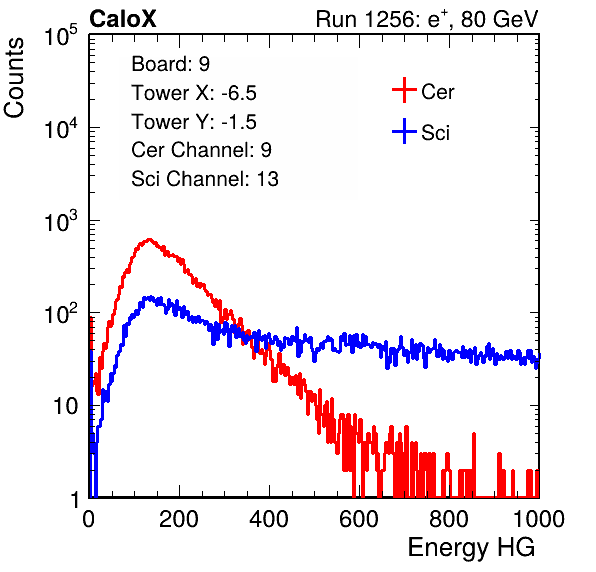 CaloX Run 1256: e⁺, 80 GeV
Counts
10⁵
10⁴
10³
10²
10
1
Board: 9
Tower X: -6.5
Tower Y: -1.5
Cer Channel: 9
Sci Channel: 13
Cer
Sci
0 200 400 600 800 1000
Energy HG